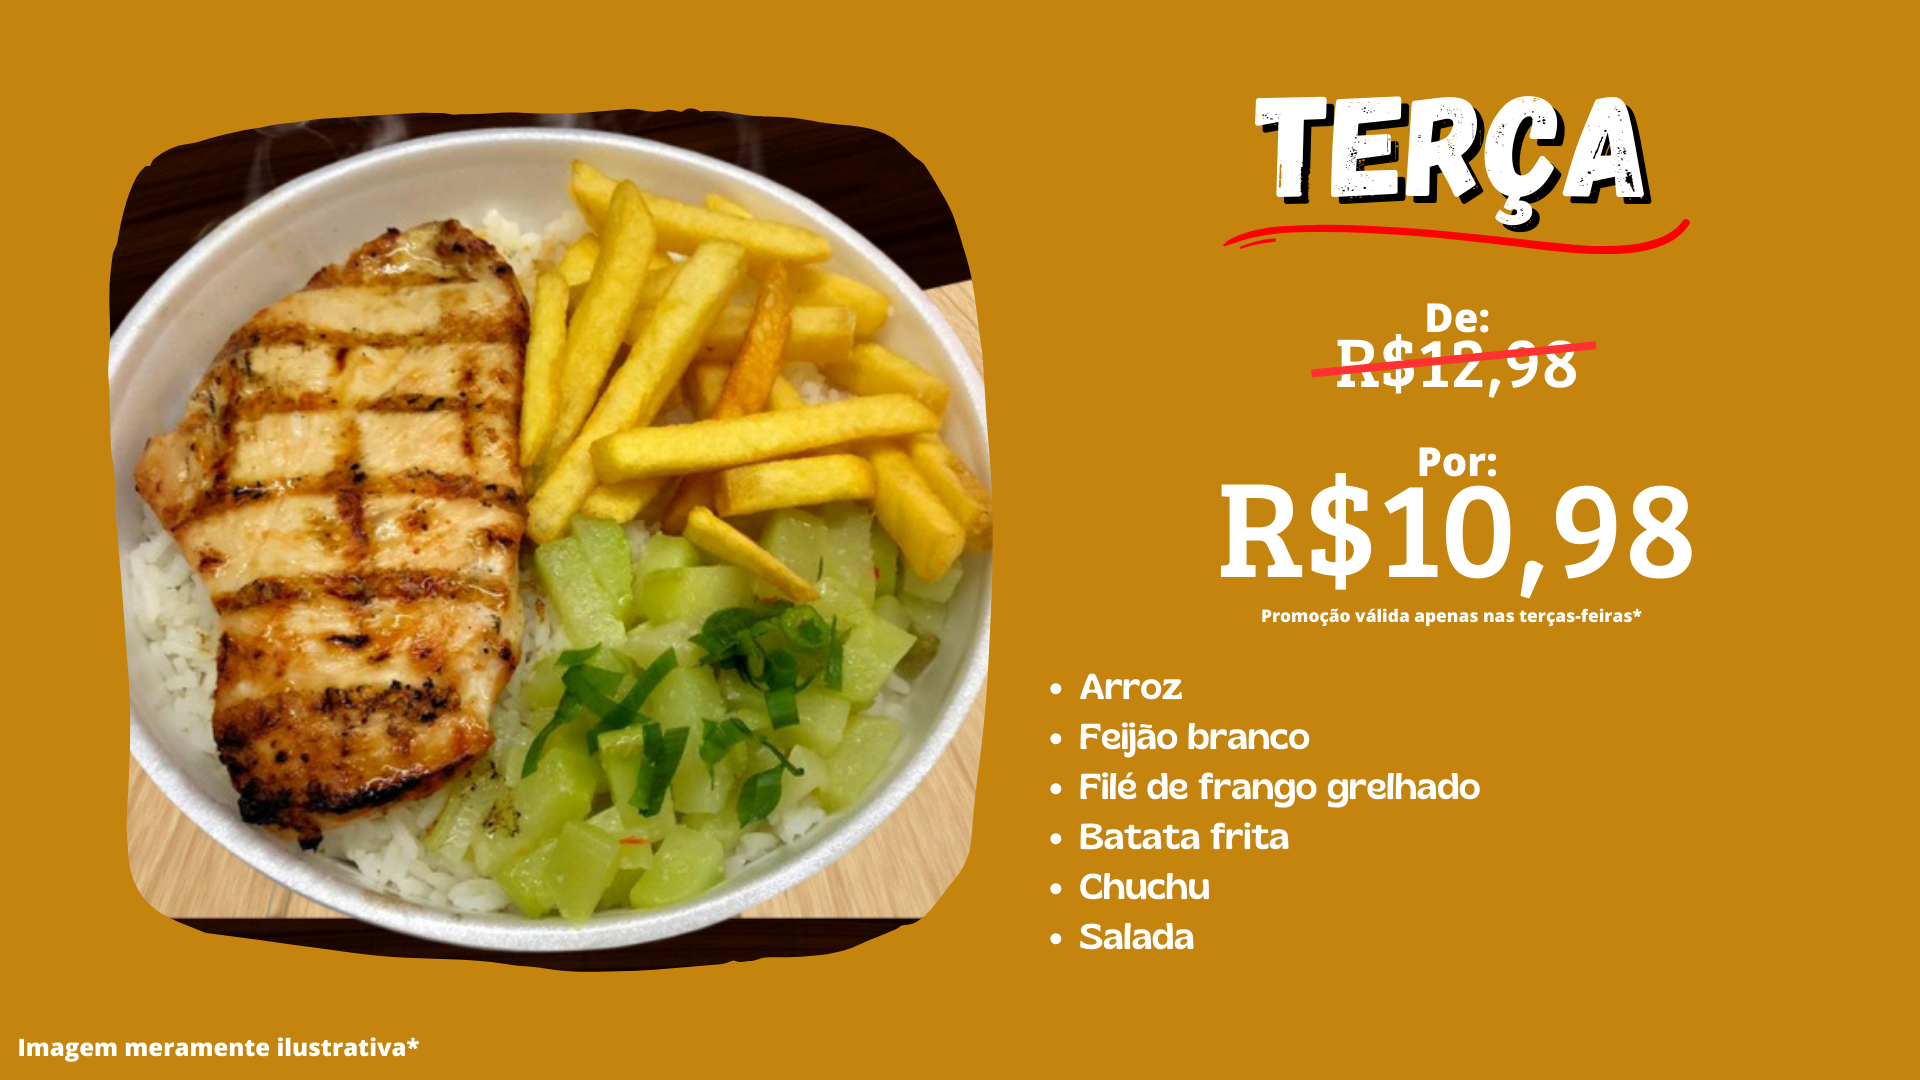 TERÇA
De:
R$12,98
Por:
R$10,98
Promoção válida apenas nas terças-feiras*
• Arroz
• Feijão branco
• Filé de frango grelhado
• Batata frita
• Chuchu
• Salada
Imagem meramente ilustrativa*